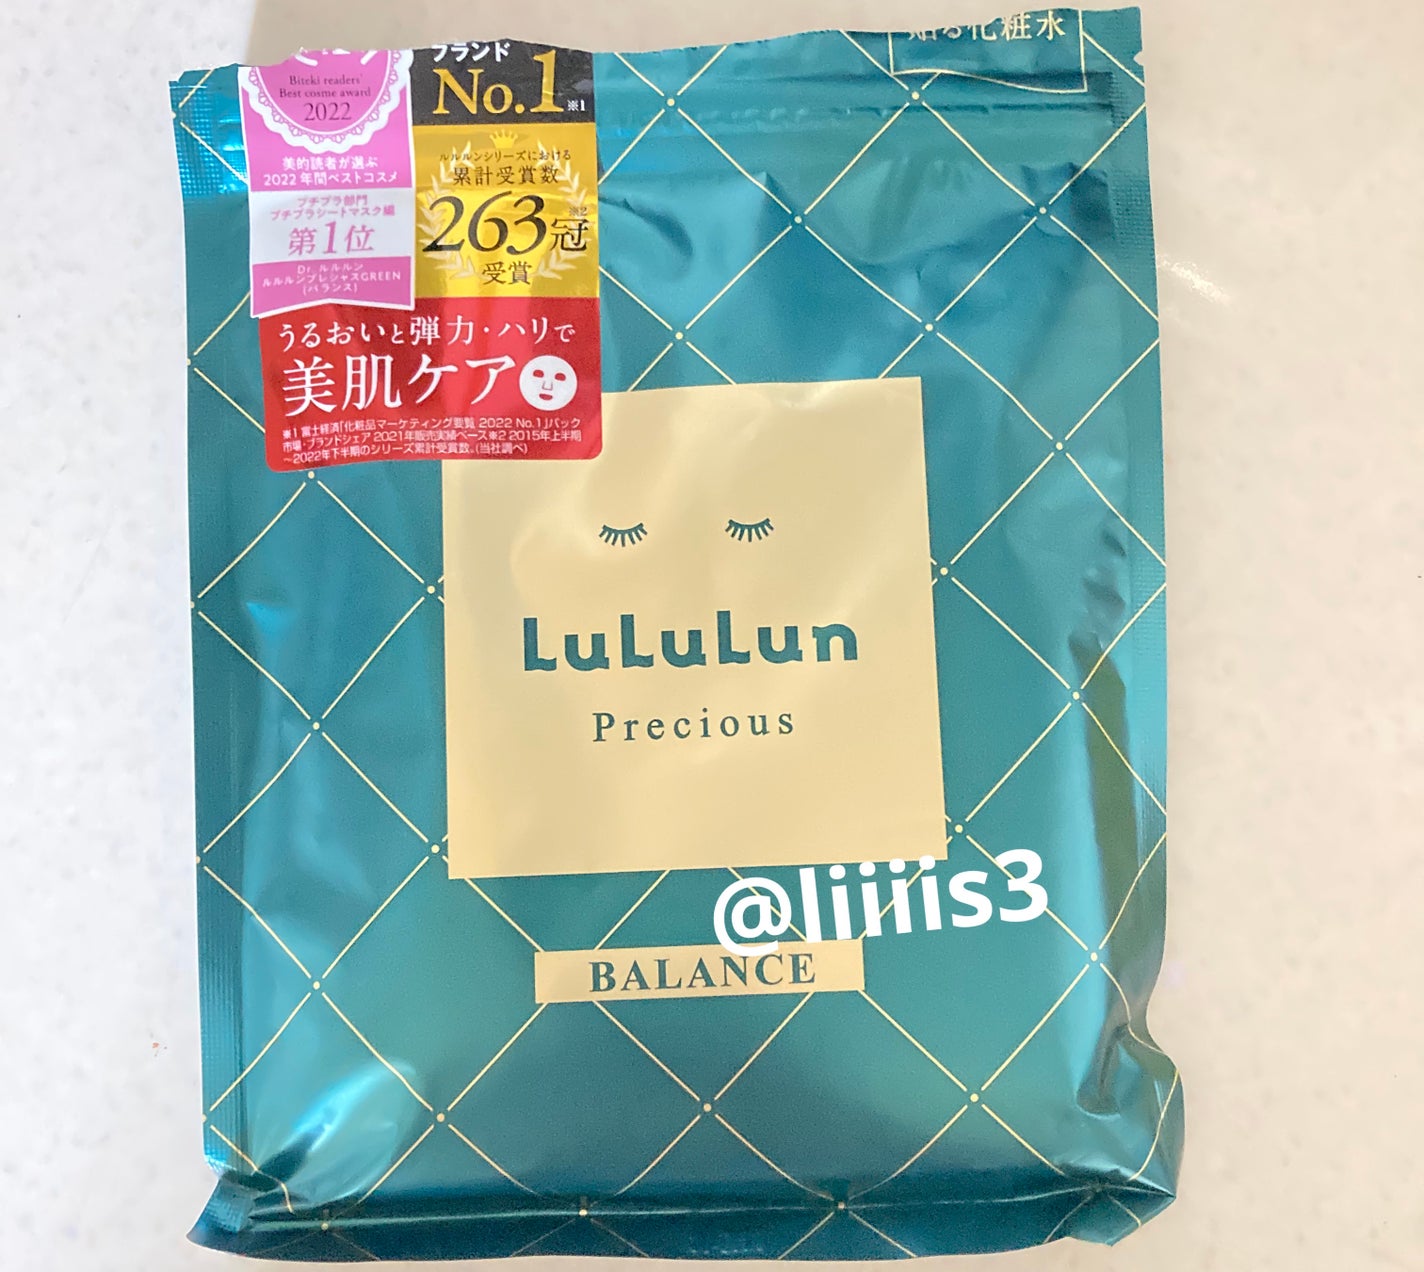 Biteki readers'
Best cosme award
2022
美的読者が選ぶ
2022年間ベストコスメ
プチプラ部門
プチプラシートマスク編
第1位
Dr.ルルルン
ルルルンプレシャスGREEN
(バランス)
ブランド
No.1※1
ルルルンシリーズにおける
累計受賞数
263冠※2
受賞
うるおいと弾力・ハリで
美肌ケア
※1 富士経済「化粧品マーケティング要覧 2022 No.1」パック
市場・ブランドシェア 2021年販売実績ベース※2 2015年上半期
～2022年下半期のシリーズ累計受賞数。(当社調べ)
貼る化粧水
LuLuLun
Precious
@liiiiis3
BALANCE